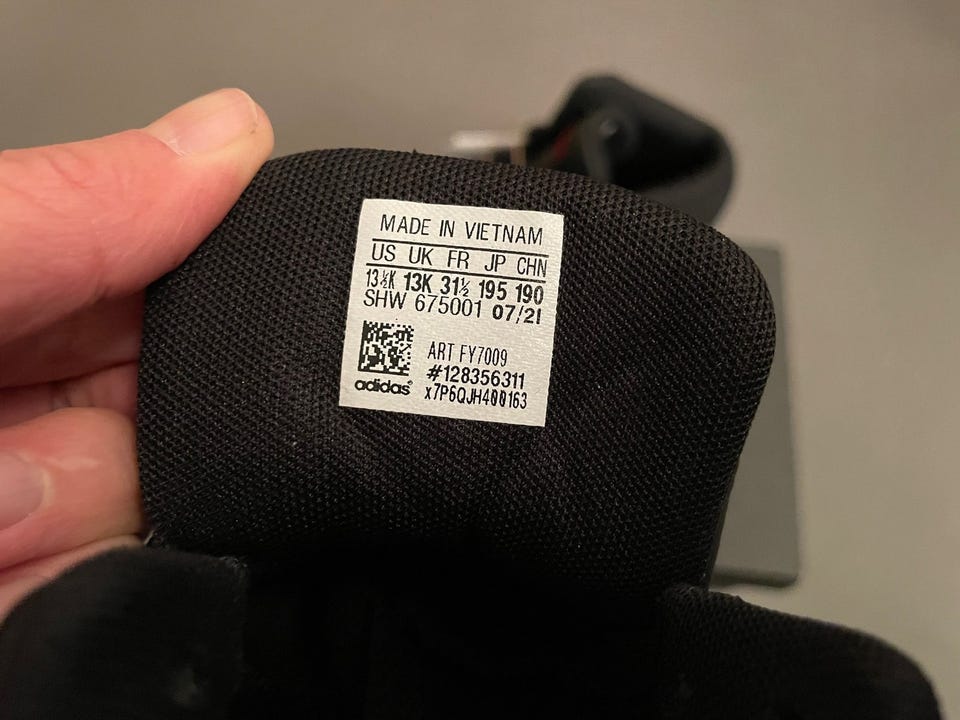 MADE IN VIETNAM
US UK FR JP CHN
13½K 13K 31½ 195 190
SHW 675001 07/21
ART FY7009
#128356311
adidas x7P6QJH400163